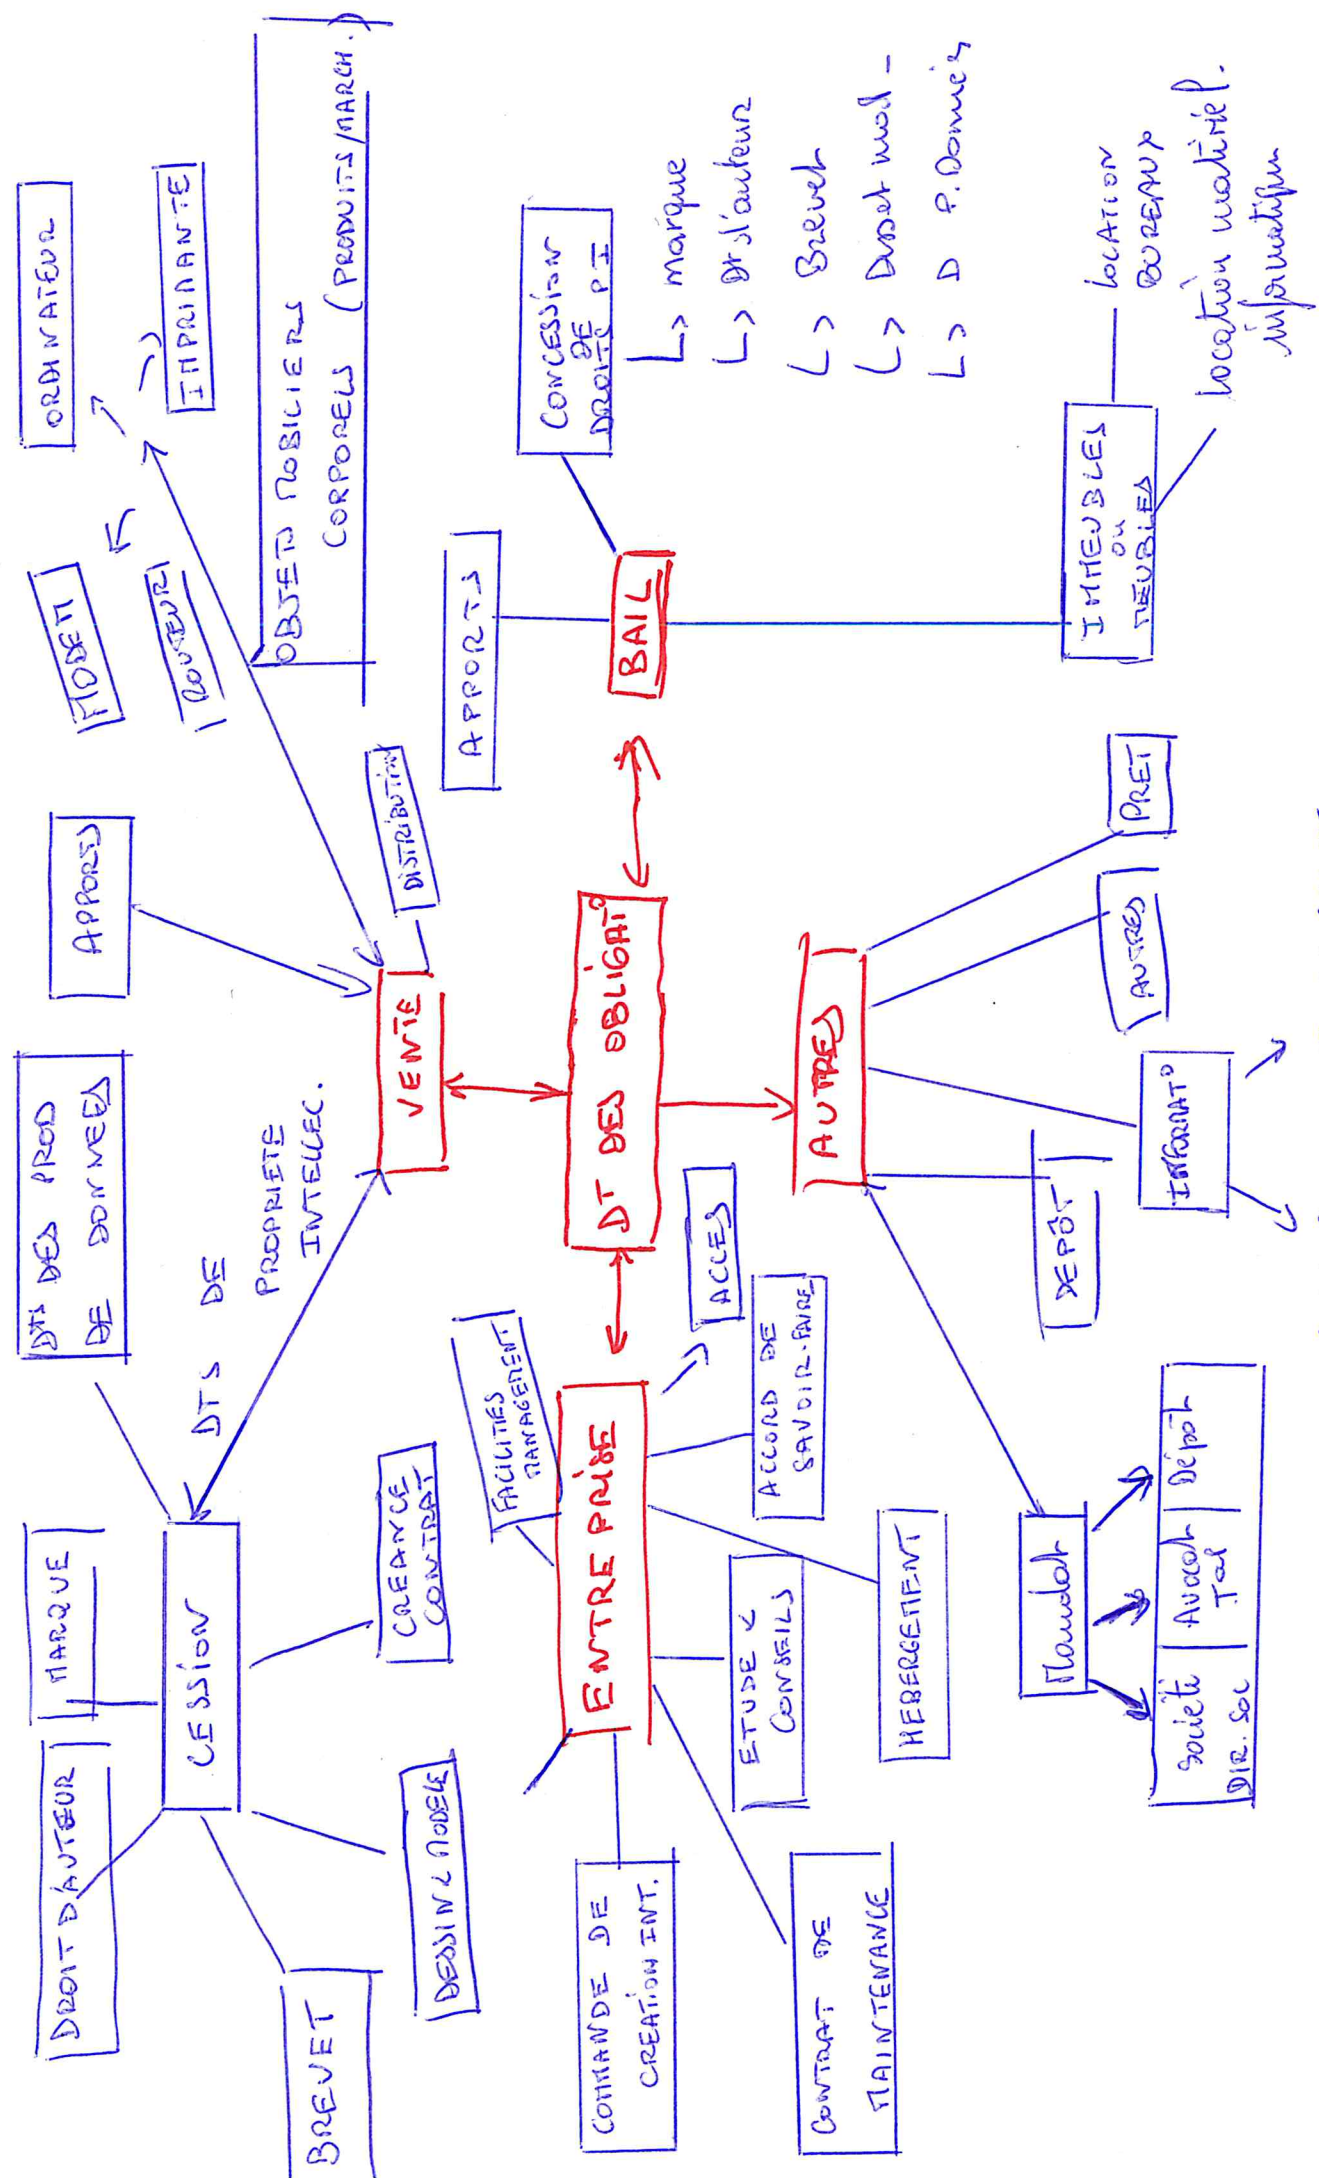 DROIT D'AUTEUR
MARQUE
DTS DES PROD
DE DONNEES
APPORTS
MODEM
ROUTEUR
ORDINATEUR
IMPRIMANTE
CESSION
DTS DE
PROPRIETE
INTELLEC.
BREVET
DESSIN & MODELE
CREANCE
CONTRAT
VENTE
DISTRIBUTION
OBJETS MOBILIERS
CORPORELS (PRODUITS/MARCH.)
APPORTS
FACILITIES
MANAGEMENT
CONCESSION
DE
DROITS PI
COMMANDE DE
CREATION INT.
ENTREPRISE
DT DES OBLIGAT°
BAIL
↳ marque
↳ Dt d'auteur
↳ Brevet
↳ Desset mod -
↳ D P. Données
ACCES
ETUDE &
CONSEILS
ACCORD DE
SAVOIR-FAIRE
AUTRES
CONTRAT DE
MAINTENANCE
HEBERGEMENT
Mandat
DEPÔT
INFORMAT°
AUTRES
PRET
IMMEUBLES
ou
MEUBLES
LOCATION
BUREAUX
location matériel.
informatique
Société
DIR. SOC
Avocat
Tal
Dépôt